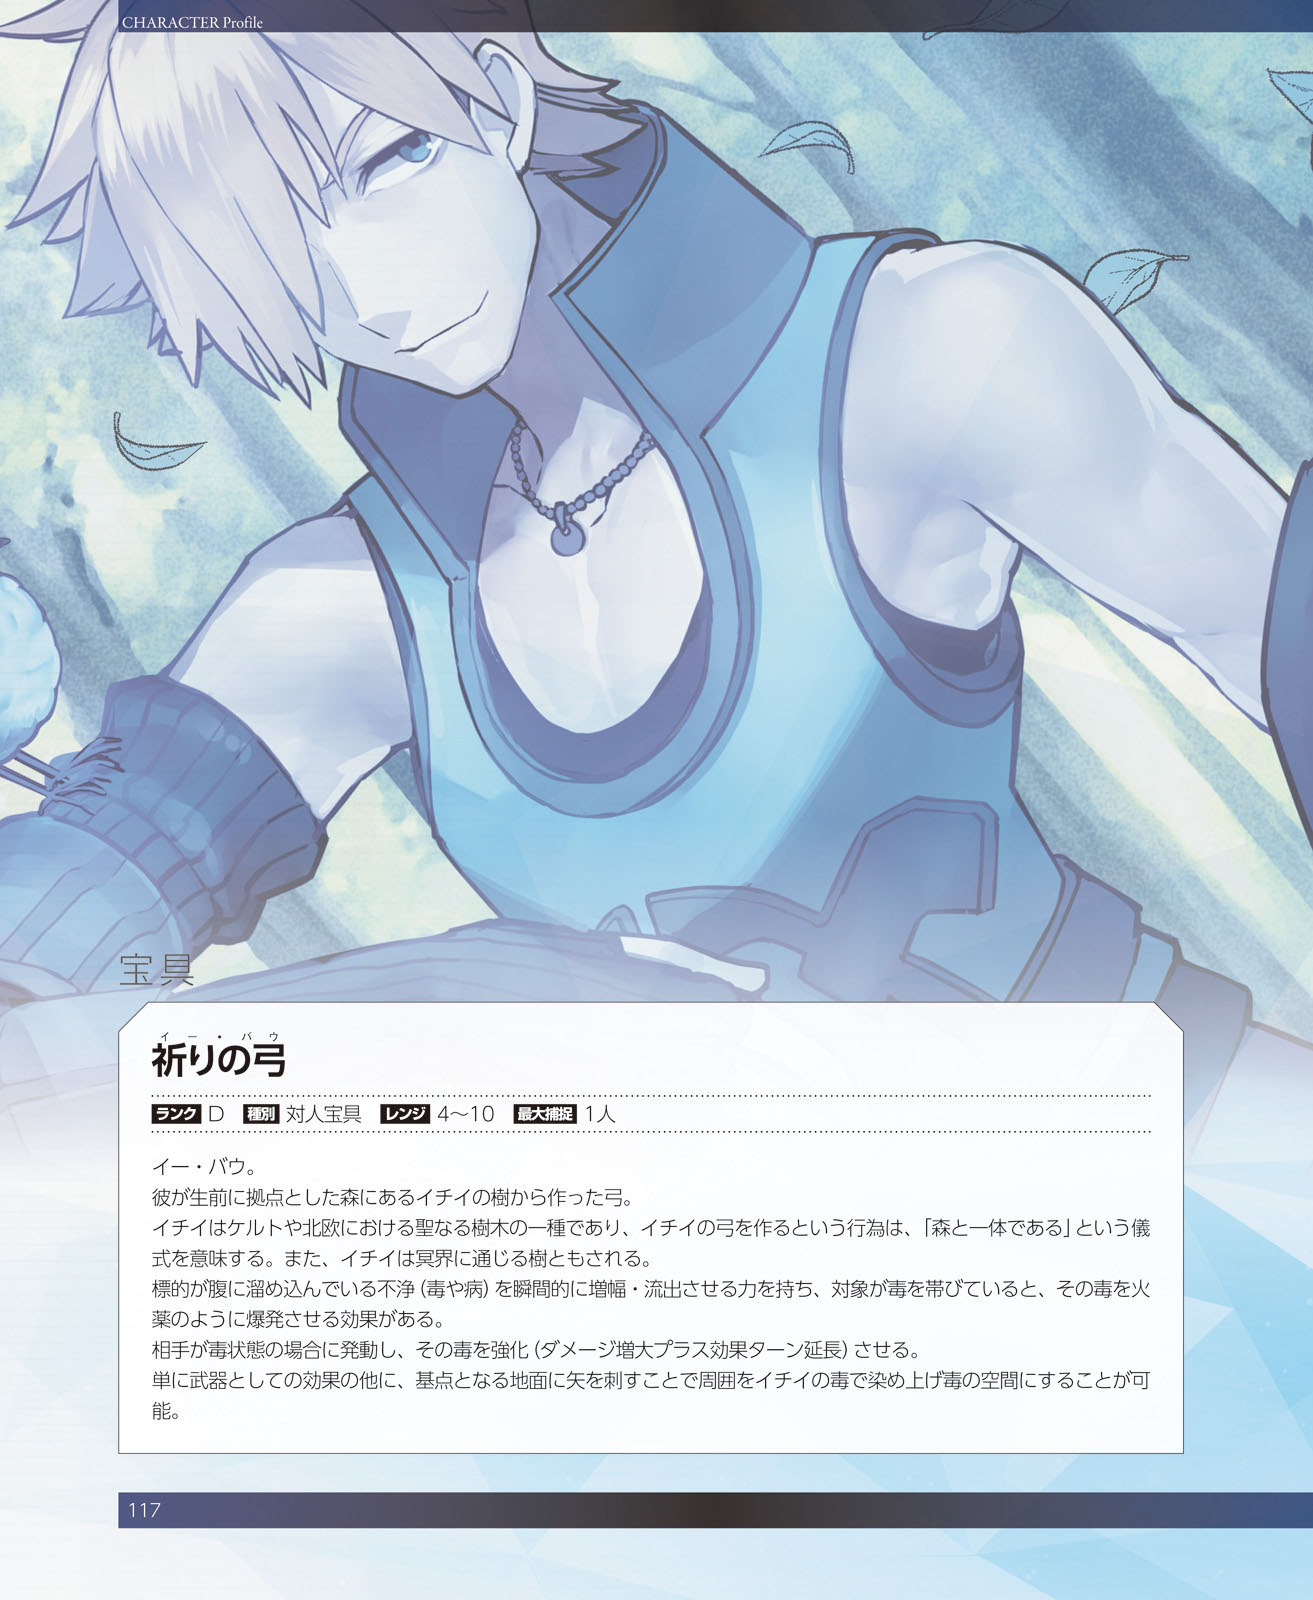 CHARACTER Profile
宝具
イー・バウ
祈りの弓
ランク D 種別 対人宝具 レンジ 4～10 最大捕捉 1人
イー・バウ。
彼が生前に拠点とした森にあるイチイの樹から作った弓。
イチイはケルトや北欧における聖なる樹木の一種であり、イチイの弓を作るという行為は、「森と一体である」という儀
式を意味する。また、イチイは冥界に通じる樹ともされる。
標的が腹に溜め込んでいる不浄（毒や病）を瞬間的に増幅・流出させる力を持ち、対象が毒を帯びていると、その毒を火
薬のように爆発させる効果がある。
相手が毒状態の場合に発動し、その毒を強化（ダメージ増大プラス効果ターン延長）させる。
単に武器としての効果の他に、基点となる地面に矢を刺すことで周囲をイチイの毒で染め上げ毒の空間にすることが可
能。
117